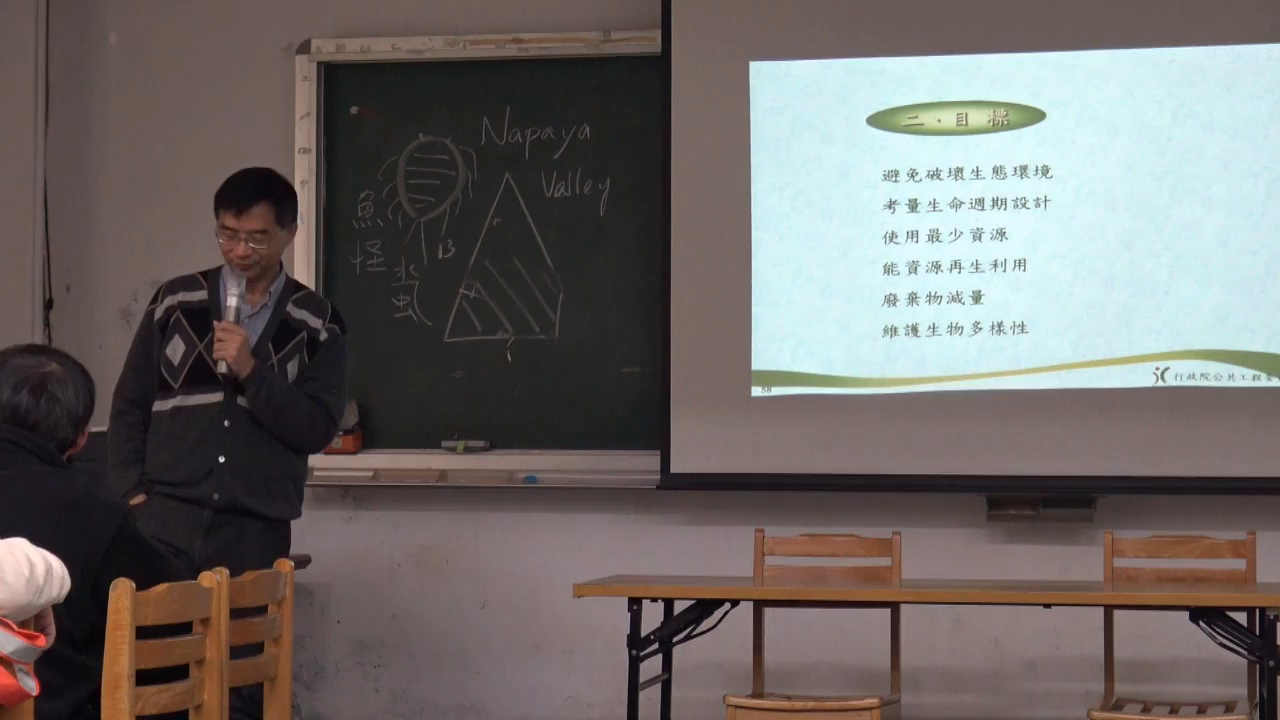 Napaya
Valley
魚
怪
虫
B
二．目標
避免破壞生態環境
考量生命週期設計
使用最少資源
能資源再生利用
廢棄物減量
維護生物多樣性
行政院公共工程
58